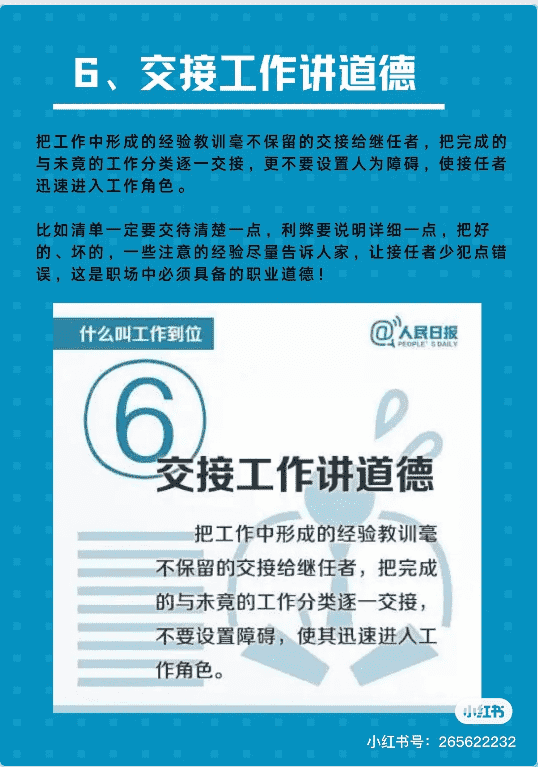 6、交接工作讲道德
把工作中形成的经验教训毫不保留的交接给继任者，把完成的
与未竟的工作分类逐一交接，更不要设置人为障碍，使接任者
迅速进入工作角色。
比如清单一定要交待清楚一点，利弊要说明详细一点，把好
的、坏的，一些注意的经验尽量告诉人家，让接任者少犯点错
误，这是职场中必须具备的职业道德！
什么叫工作到位
@人民日报
PEOPLE'S DAILY
6
交接工作讲道德
把工作中形成的经验教训毫
不保留的交接给继任者，把完成
的与未竟的工作分类逐一交接，
不要设置障碍，使其迅速进入工
作角色。
小红书
小红书号：265622232